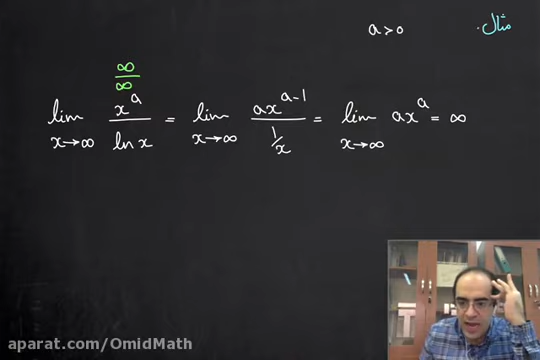 مثال. a > 0
∞/∞
lim x→∞ x^a / ln x = lim x→∞ ax^(a-1) / (1/x) = lim x→∞ ax^a = ∞
aparat.com/OmidMath